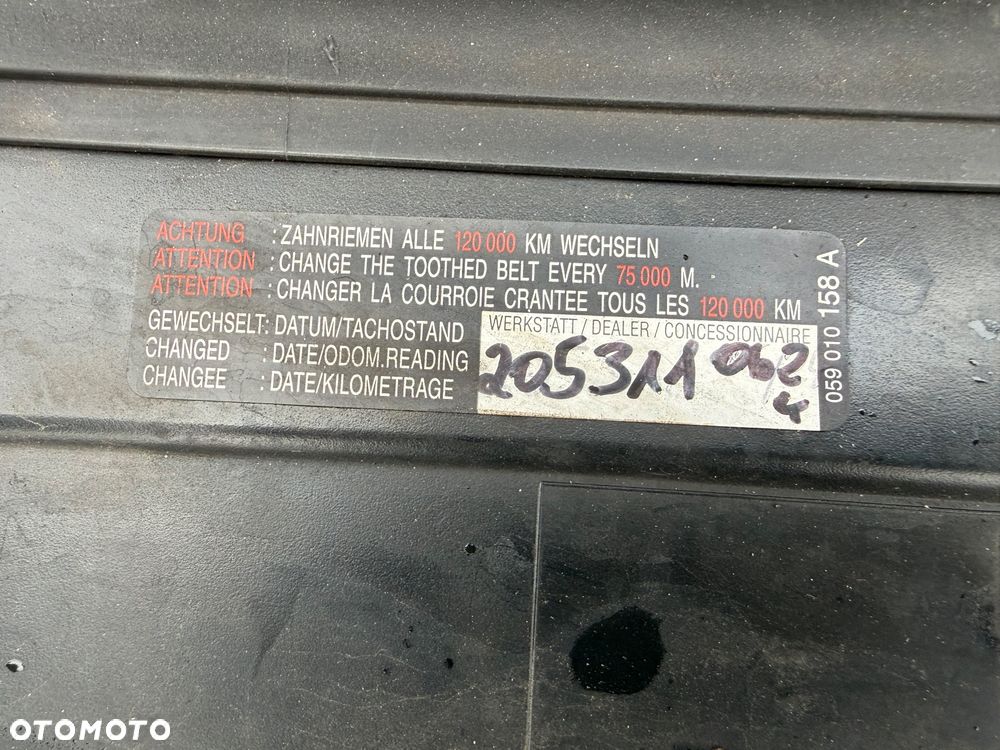 ACHTUNG : ZAHNRIEMEN ALLE 120 000 KM WECHSELN
ATTENTION : CHANGE THE TOOTHED BELT EVERY 75 000 M.
ATTENTION : CHANGER LA COURROIE CRANTEE TOUS LES 120 000 KM
GEWECHSELT: DATUM/TACHOSTAND
CHANGED : DATE/ODOM.READING
CHANGEE : DATE/KILOMETRAGE
WERKSTATT / DEALER / CONCESSIONNAIRE
205311
059 010 158 A
OTOMOTO